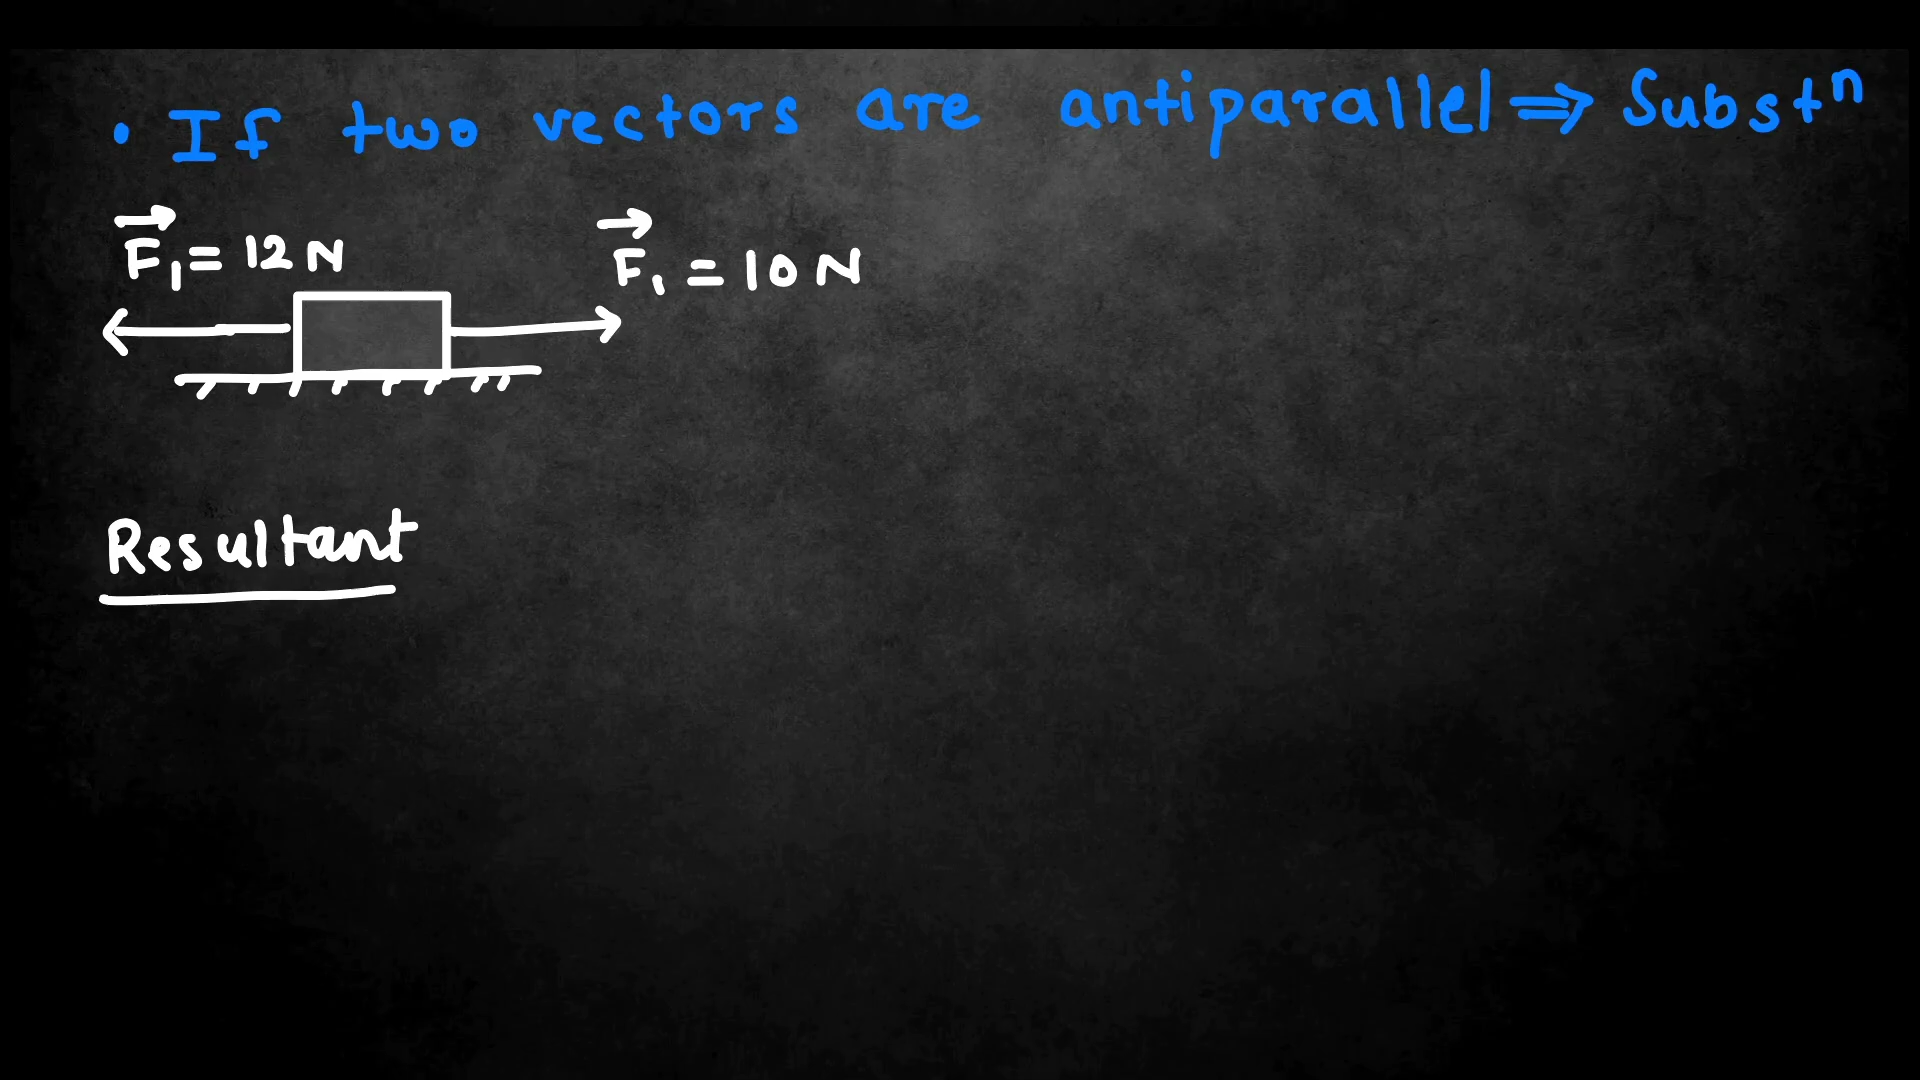 • If two vectors are antiparallel ⇒ Substⁿ
F⃗₁ = 12 N
F⃗₁ = 10 N
Resultant